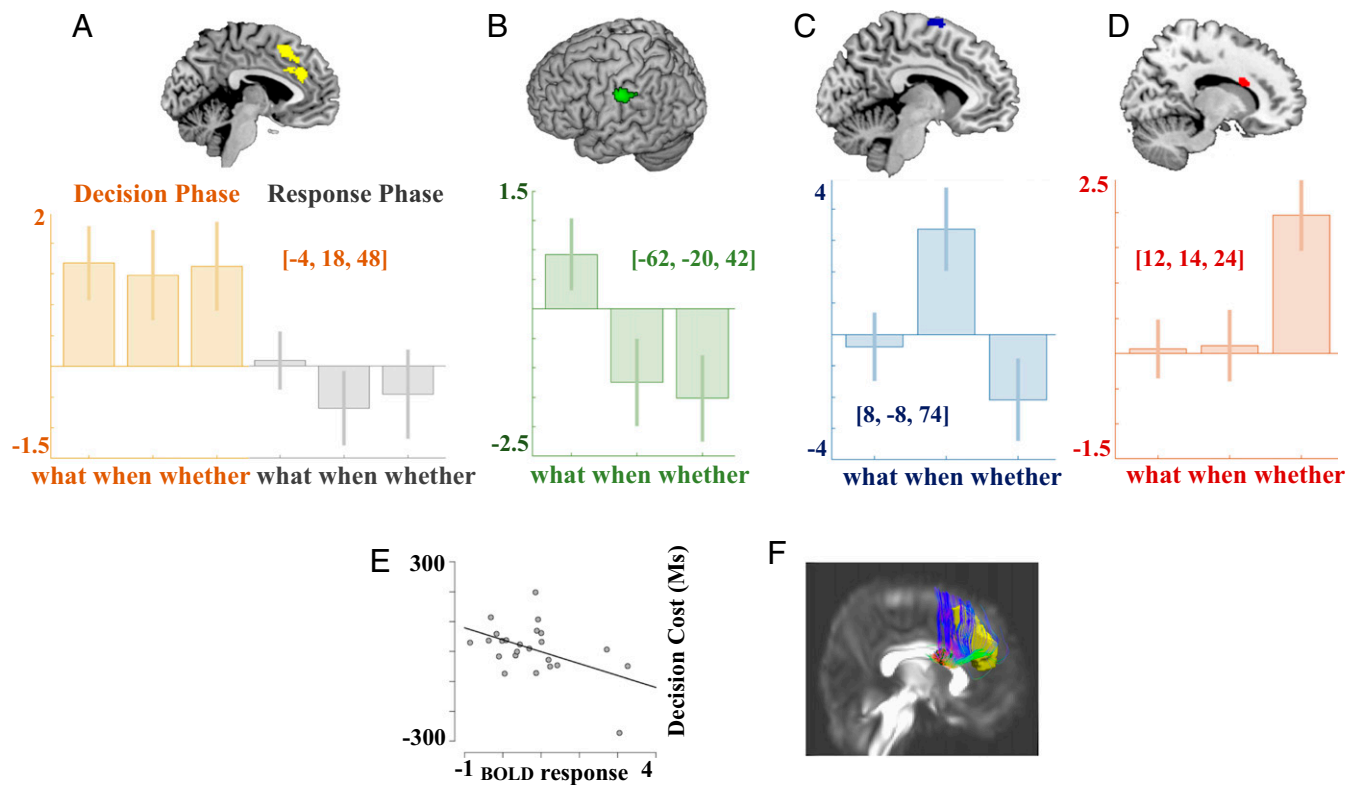 A
B
C
D
Decision Phase
Response Phase
2
-1.5
[-4, 18, 48]
what when whether
what when whether
1.5
-2.5
[-62, -20, 42]
what when whether
4
-4
[8, -8, 74]
what when whether
2.5
-1.5
[12, 14, 24]
what when whether
E
300
-300
-1
BOLD response
4
Decision Cost (Ms)
F